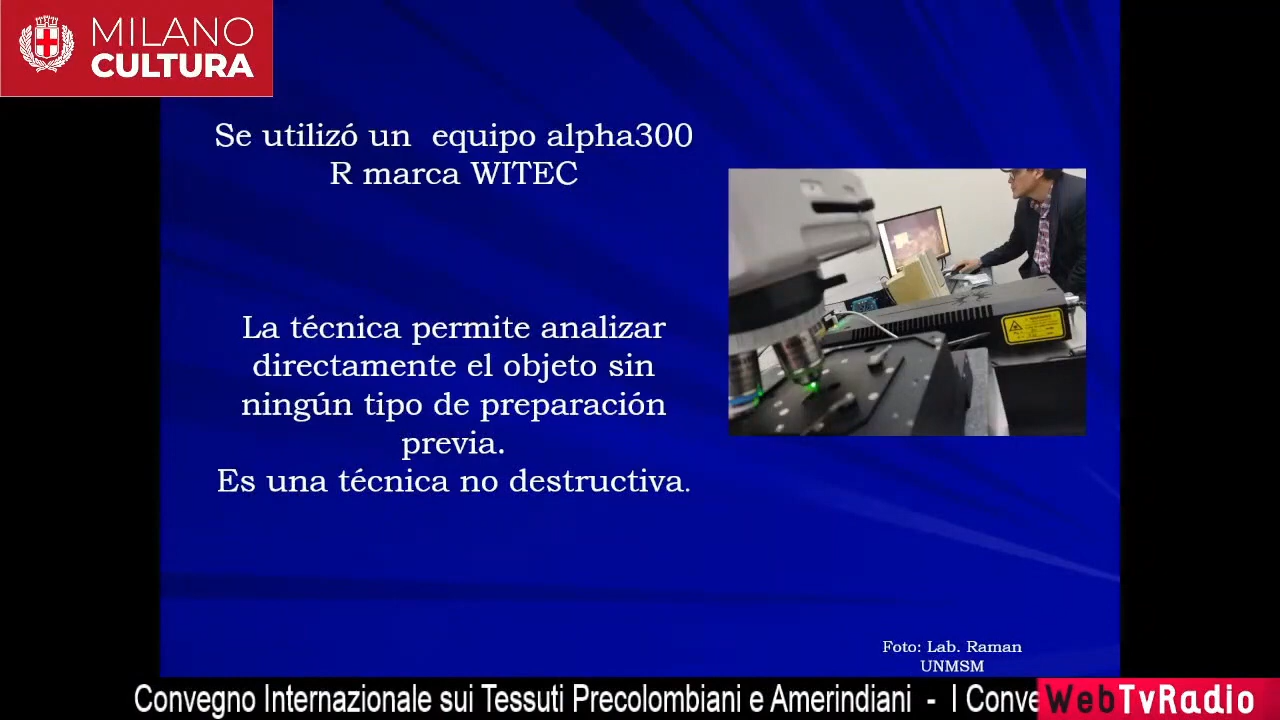 MILANO
CULTURA
Se utilizó un equipo alpha300
R marca WITEC
La técnica permite analizar
directamente el objeto sin
ningún tipo de preparación
previa.
Es una técnica no destructiva.
Foto: Lab. Raman
UNMSM
Convegno Internazionale sui Tessuti Precolombiani e Amerindiani - I Conve
WebTvRadio